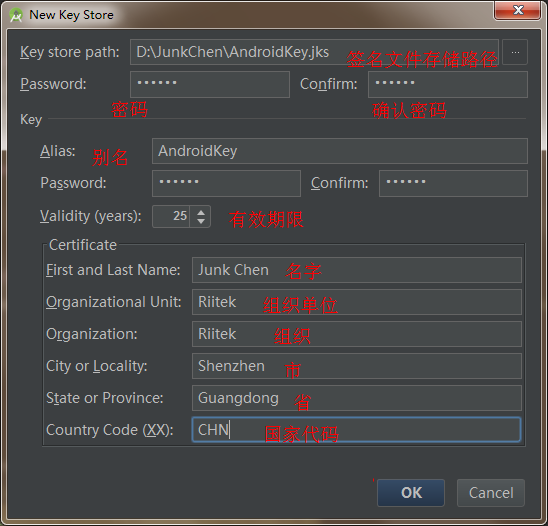 New Key Store
Key store path: D:\JunkChen\AndroidKey.jks 签名文件存储路径 ...
Password: •••••• Confirm: ••••••
密码 确认密码
Key
Alias: 别名 AndroidKey
Password: •••••• Confirm: ••••••
Validity (years): 25 有效期限
Certificate
First and Last Name: Junk Chen 名字
Organizational Unit: Riitek 组织单位
Organization: Riitek 组织
City or Locality: Shenzhen 市
State or Province: Guangdong 省
Country Code (XX): CHN 国家代码
OK Cancel